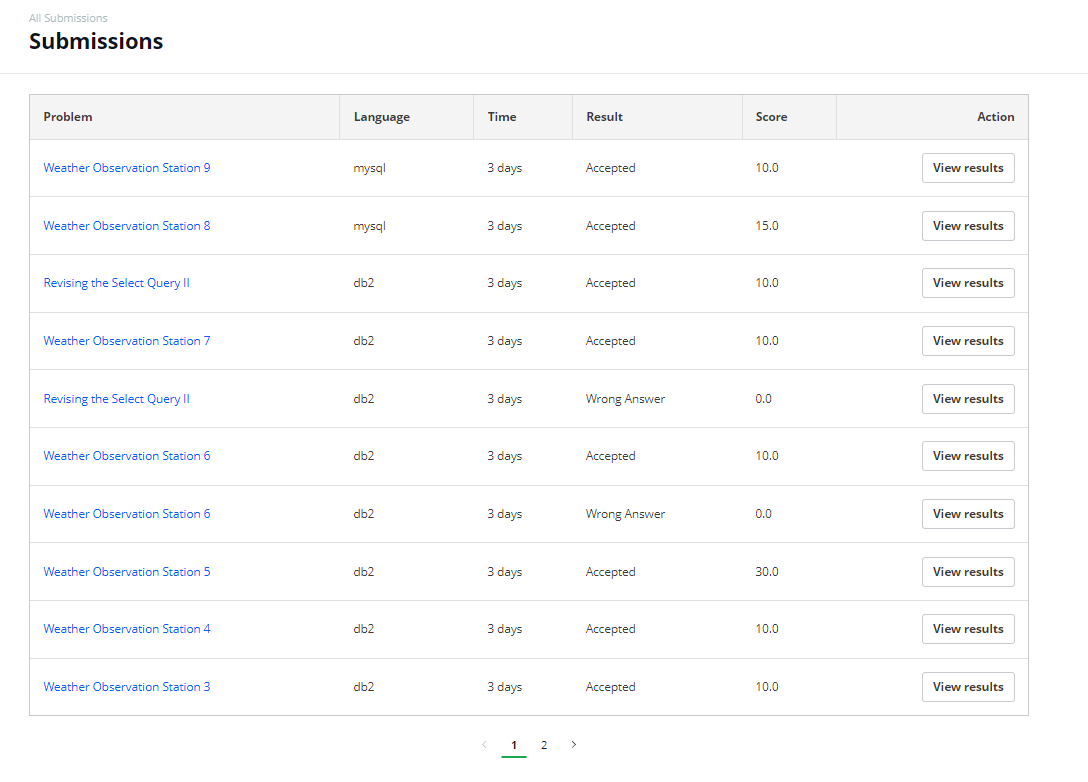 All Submissions
Submissions
Problem Language Time Result Score Action
Weather Observation Station 9 mysql 3 days Accepted 10.0 View results
Weather Observation Station 8 mysql 3 days Accepted 15.0 View results
Revising the Select Query II db2 3 days Accepted 10.0 View results
Weather Observation Station 7 db2 3 days Accepted 10.0 View results
Revising the Select Query II db2 3 days Wrong Answer 0.0 View results
Weather Observation Station 6 db2 3 days Accepted 10.0 View results
Weather Observation Station 6 db2 3 days Wrong Answer 0.0 View results
Weather Observation Station 5 db2 3 days Accepted 30.0 View results
Weather Observation Station 4 db2 3 days Accepted 10.0 View results
Weather Observation Station 3 db2 3 days Accepted 10.0 View results
1 2